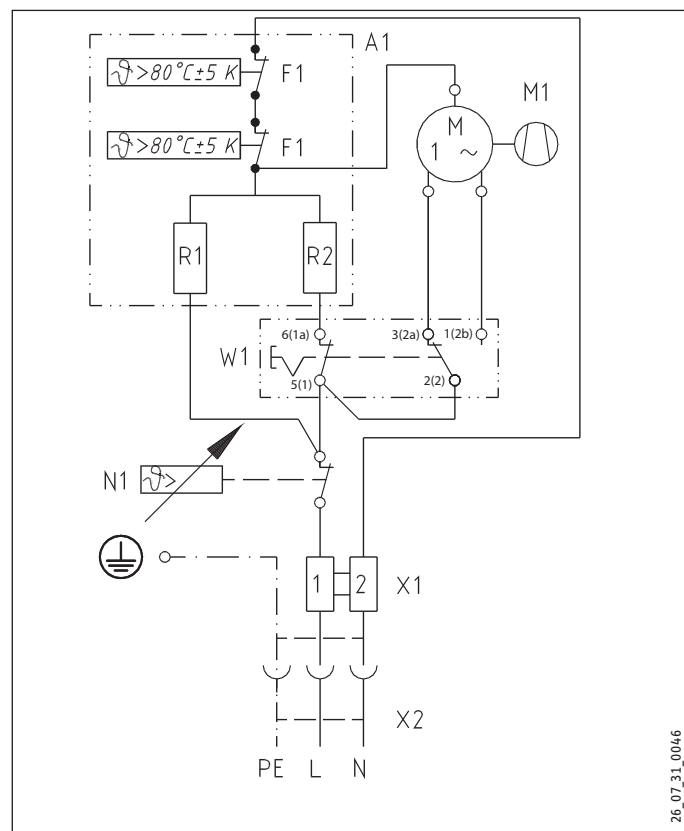 A1
ϑ>80°C±5 K F1
M1
M
1 ~
ϑ>80°C±5 K F1
R1 R2
6(1a) 3(2a) 1(2b)
W1
5(1) 2(2)
N1 ϑ>
1 2 X1
X2
PE L N
26_07_31_0046